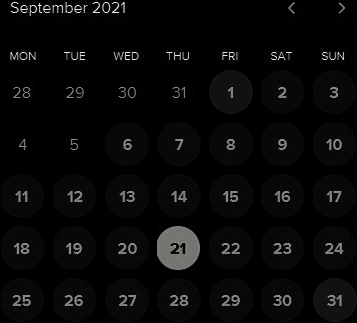 September 2021
MON TUE WED THU FRI SAT SUN
28 29 30 31 1 2 3
4 5 6 7 8 9 10
11 12 13 14 15 16 17
18 19 20 21 22 23 24
25 26 27 28 29 30 31